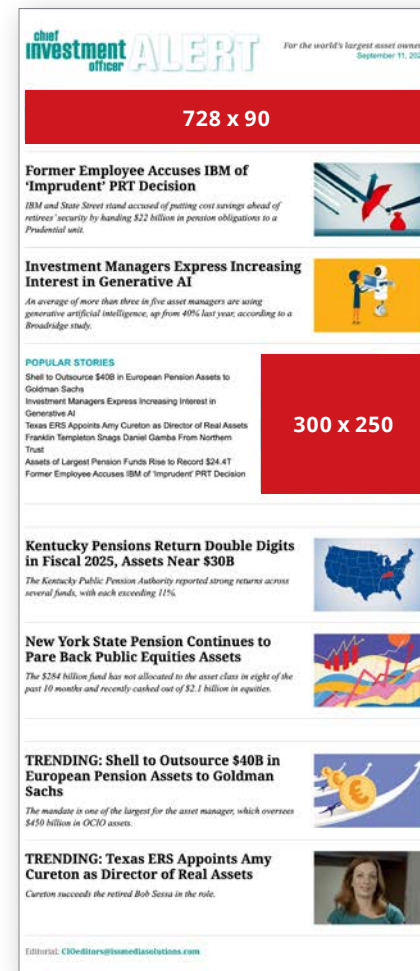 chief
investment
officer
ALERT
For the world's largest asset owne
September 11, 202
728 x 90
Former Employee Accuses IBM of
‘Imprudent’ PRT Decision
IBM and State Street stand accused of putting cost savings ahead of
retirees’ security by handing $22 billion in pension obligations to a
Prudential unit.
Investment Managers Express Increasing
Interest in Generative AI
An average of more than three in five asset managers are using
generative artificial intelligence, up from 40% last year, according to a
Broadridge study.
POPULAR STORIES
Shell to Outsource $40B in European Pension Assets to
Goldman Sachs
Investment Managers Express Increasing Interest in
Generative AI
Texas ERS Appoints Amy Cureton as Director of Real Assets
Franklin Templeton Snags Daniel Gamba From Northern
Trust
Assets of Largest Pension Funds Rise to Record $24.4T
Former Employee Accuses IBM of ‘Imprudent’ PRT Decision
300 x 250
Kentucky Pensions Return Double Digits
in Fiscal 2025, Assets Near $30B
The Kentucky Public Pension Authority reported strong returns across
several funds, with each exceeding 11%.
New York State Pension Continues to
Pare Back Public Equities Assets
The $284 billion fund has not allocated to the asset class in eight of the
past 10 months and recently cashed out of $2.1 billion in equities.
TRENDING: Shell to Outsource $40B in
European Pension Assets to Goldman
Sachs
The mandate is one of the largest for the asset manager, which oversees
$450 billion in OCIO assets.
TRENDING: Texas ERS Appoints Amy
Cureton as Director of Real Assets
Cureton succeeds the retired Bob Sessa in the role.
Editorial: CIOeditors@issmediasolutions.com